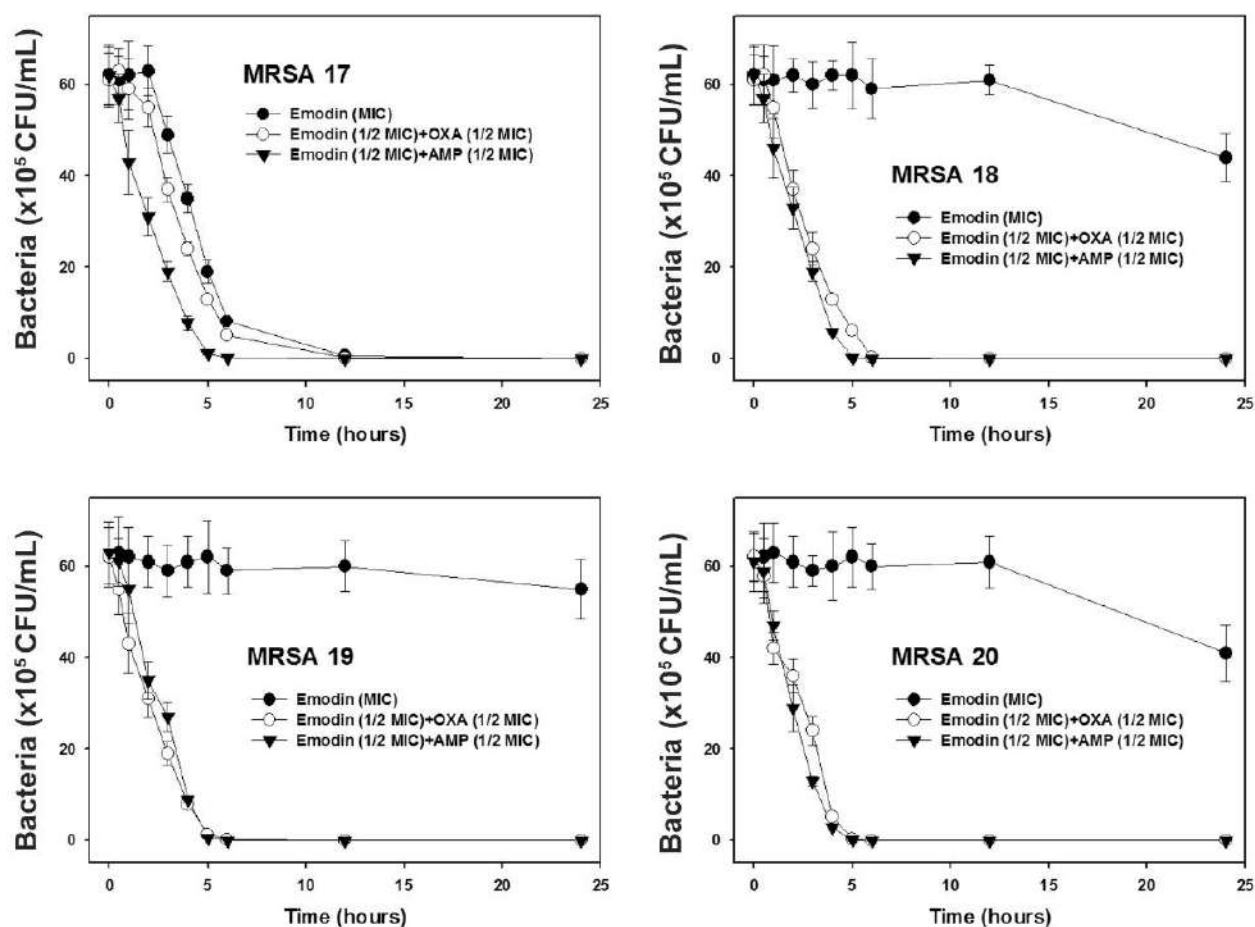 Bacteria (x10⁵ CFU/mL)
60
40
20
0
MRSA 17
Emodin (MIC)
Emodin (1/2 MIC)+OXA (1/2 MIC)
Emodin (1/2 MIC)+AMP (1/2 MIC)
0 5 10 15 20 25
Time (hours)
Bacteria (x10⁵ CFU/mL)
60
40
20
0
MRSA 18
Emodin (MIC)
Emodin (1/2 MIC)+OXA (1/2 MIC)
Emodin (1/2 MIC)+AMP (1/2 MIC)
0 5 10 15 20 25
Time (hours)
Bacteria (x10⁵ CFU/mL)
80
60
40
20
0
MRSA 19
Emodin (MIC)
Emodin (1/2 MIC)+OXA (1/2 MIC)
Emodin (1/2 MIC)+AMP (1/2 MIC)
0 5 10 15 20 25
Time (hours)
Bacteria (x10⁵ CFU/mL)
80
60
40
20
0
MRSA 20
Emodin (MIC)
Emodin (1/2 MIC)+OXA (1/2 MIC)
Emodin (1/2 MIC)+AMP (1/2 MIC)
0 5 10 15 20 25
Time (hours)